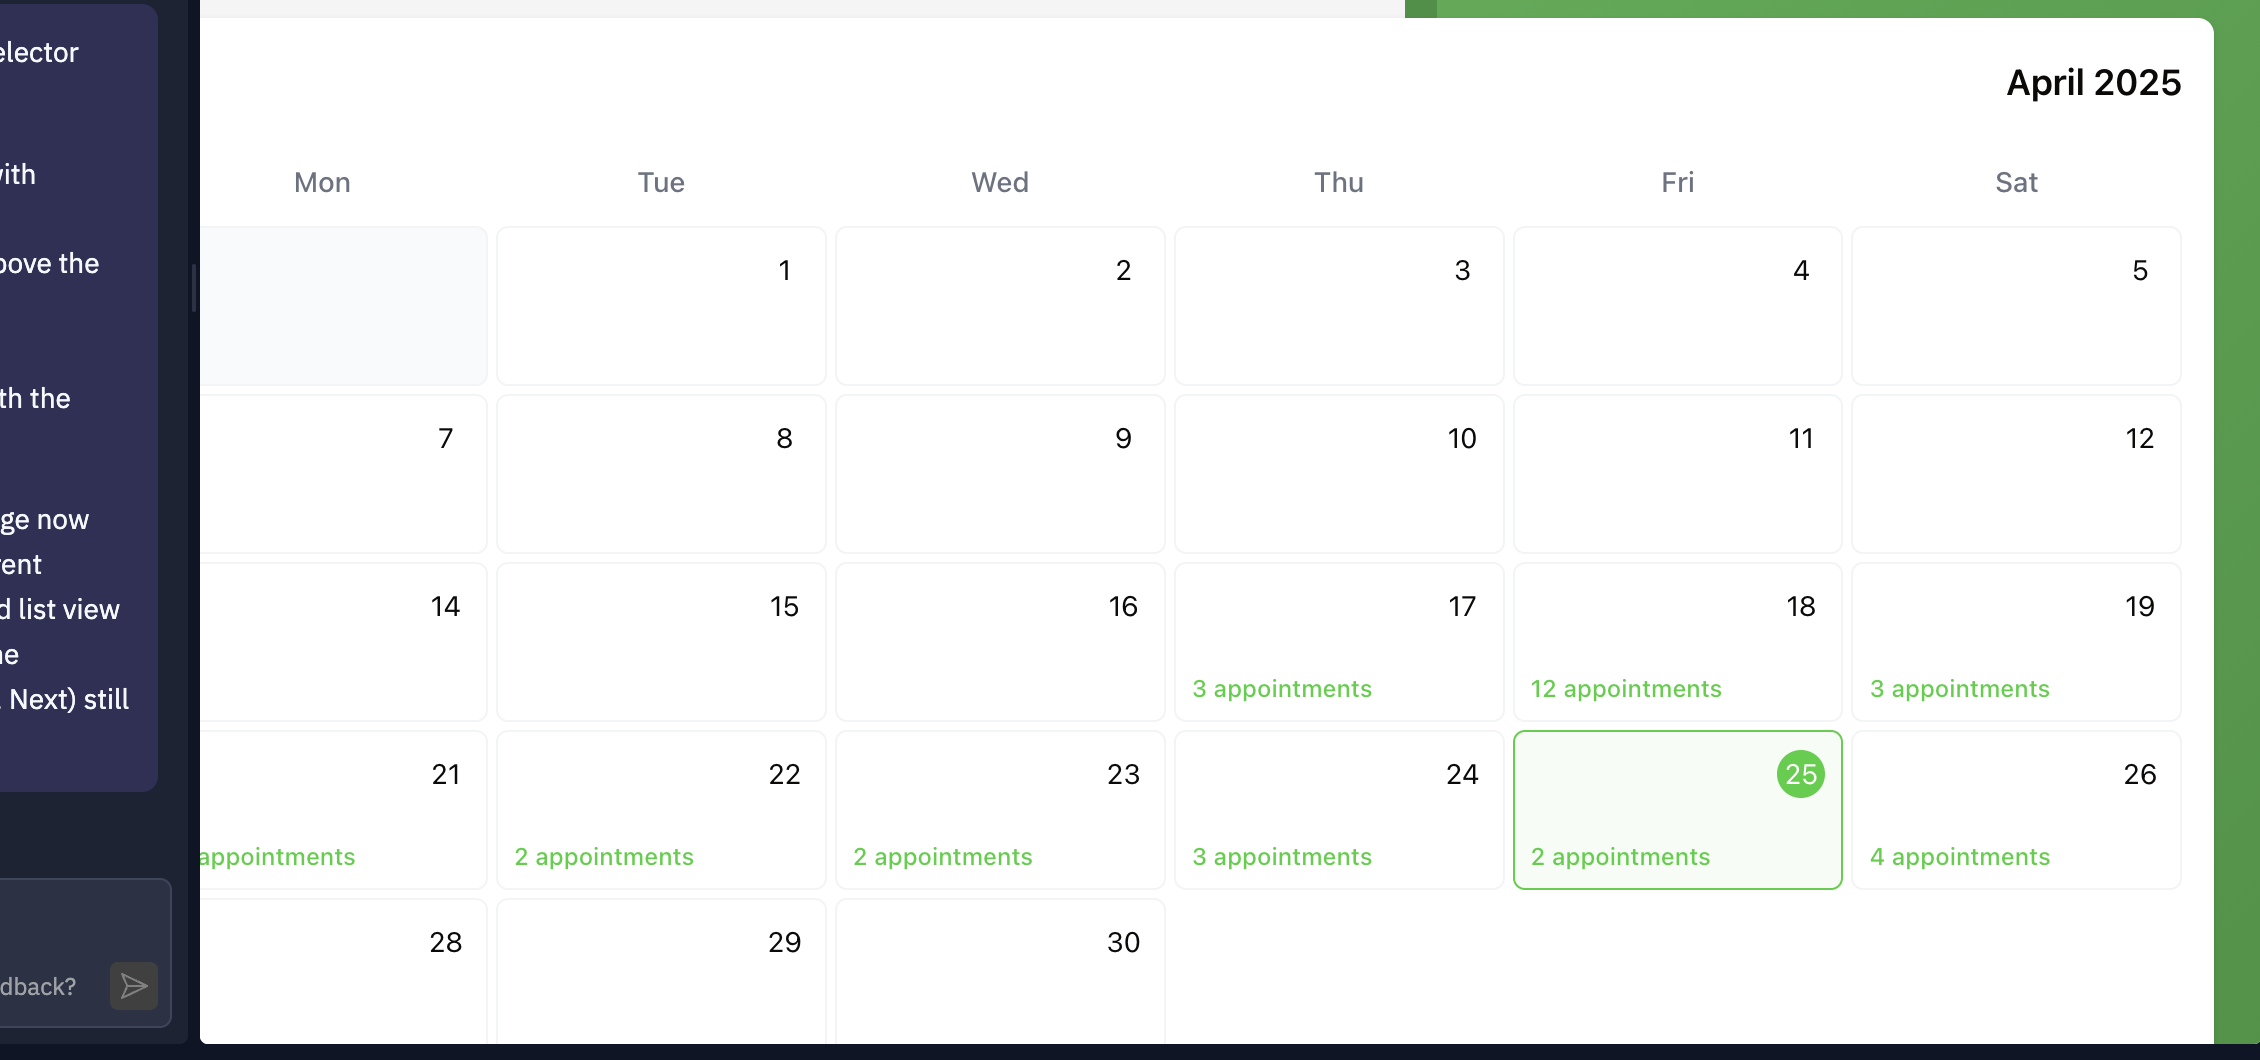 elector
with
bove the
th the
ge now
rent
d list view
ne
. Next) still
dback?
April 2025
Mon Tue Wed Thu Fri Sat
1 2 3 4 5
7 8 9 10 11 12
14 15 16 17 18 19
3 appointments 12 appointments 3 appointments
21 22 23 24 25 26
appointments 2 appointments 2 appointments 3 appointments 2 appointments 4 appointments
28 29 30